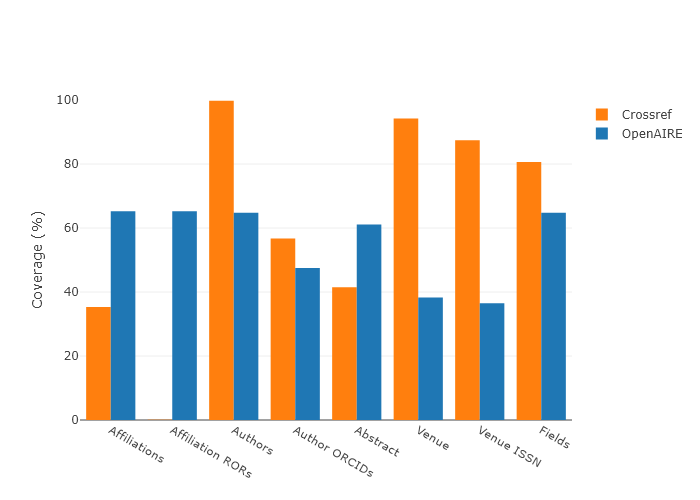 100
80
60
40
20
0
Coverage (%)
Affiliations
Affiliation RORs
Authors
Author ORCIDs
Abstract
Venue
Venue ISSN
Fields
Crossref
OpenAIRE